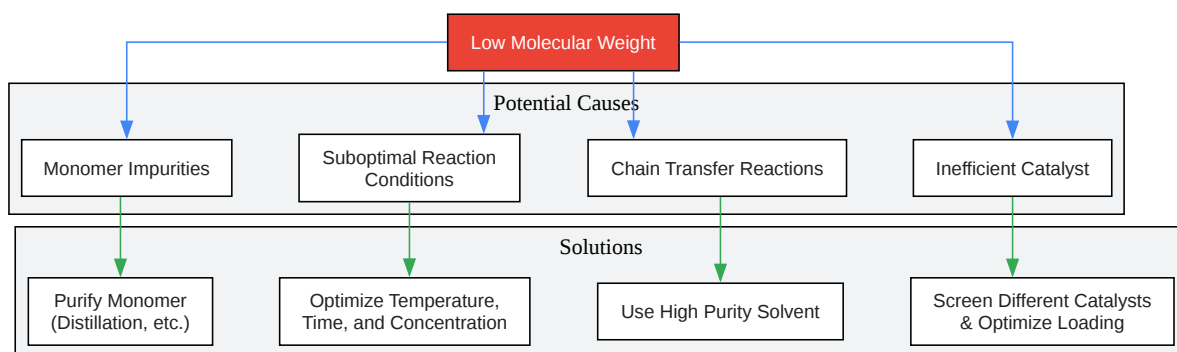 Low Molecular Weight
Potential Causes
Monomer Impurities
Suboptimal Reaction
Conditions
Chain Transfer Reactions
Inefficient Catalyst
Solutions
Purify Monomer
(Distillation, etc.)
Optimize Temperature,
Time, and Concentration
Use High Purity Solvent
Screen Different Catalysts
& Optimize Loading